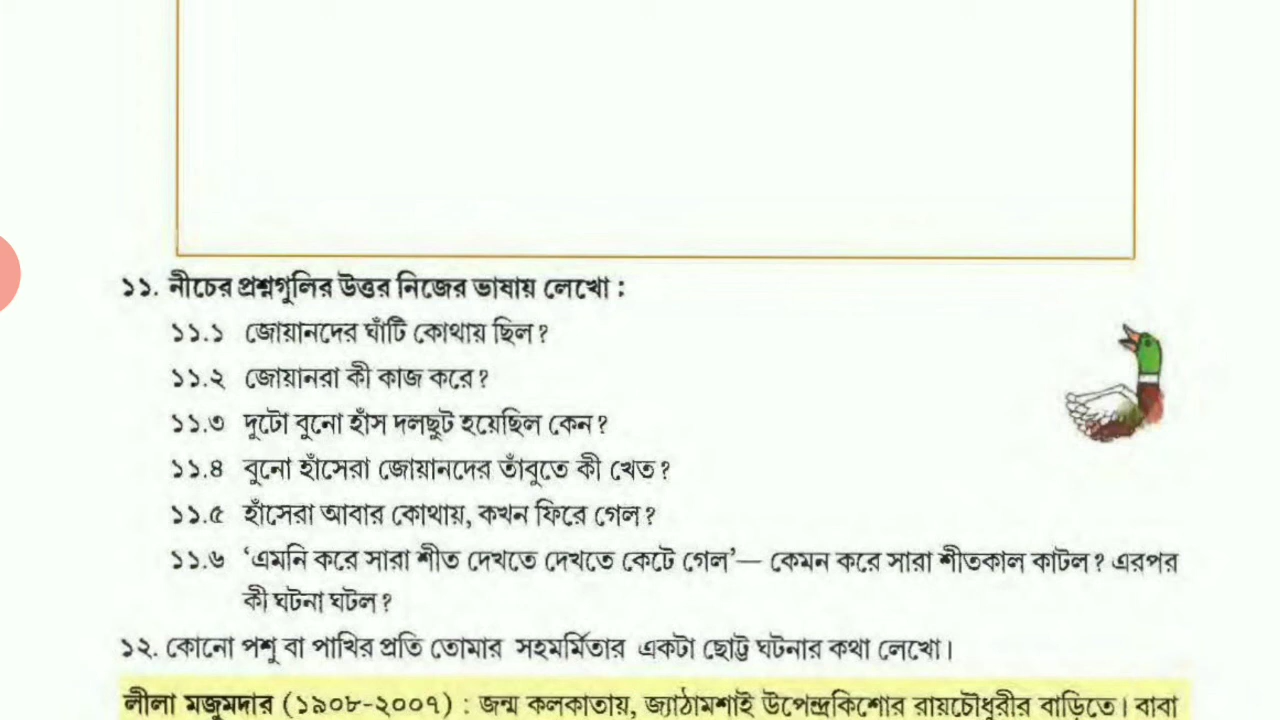 ১১. নীচের প্রশ্নগুলির উত্তর নিজের ভাষায় লেখো :
১১.১ জোয়ানদের ঘাঁটি কোথায় ছিল?
১১.২ জোয়ানরা কী কাজ করে?
১১.৩ দুটো বুনো হাঁস দলছুট হয়েছিল কেন?
১১.৪ বুনো হাঁসেরা জোয়ানদের তাঁবুতে কী খেত?
১১.৫ হাঁসেরা আবার কোথায়, কখন ফিরে গেল?
১১.৬ ‘এমনি করে সারা শীত দেখতে দেখতে কেটে গেল’— কেমন করে সারা শীতকাল কাটল? এরপর
কী ঘটনা ঘটল?
১২. কোনো পশু বা পাখির প্রতি তোমার সহমর্মিতার একটা ছোট্ট ঘটনার কথা লেখো।
লীলা মজুমদার (১৯০৮-২০০৭) : জন্ম কলকাতায়, জ্যাঠামশাই উপেন্দ্রকিশোর রায়চৌধুরীর বাড়িতে। বাবা